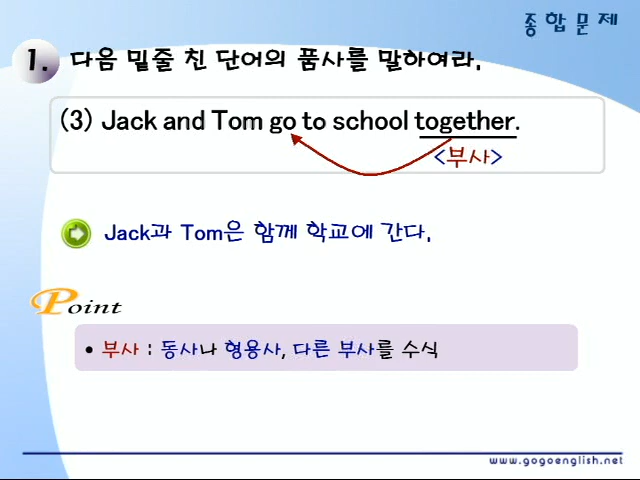 종합문제
1. 다음 밑줄 친 단어의 품사를 말하여라.
(3) Jack and Tom go to school together.
<부사>
Jack과 Tom은 함께 학교에 간다.
Point
• 부사 : 동사나 형용사, 다른 부사를 수식
www.gogoenglish.net